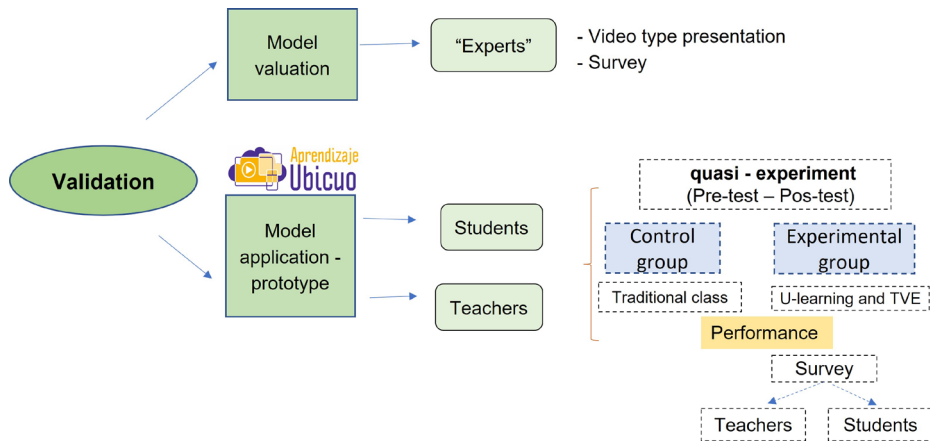 Model
valuation
“Experts”
- Video type presentation
- Survey
Validation
Aprendizaje
Ubicuo
Model
application -
prototype
Students
Teachers
quasi - experiment
(Pre-test – Pos-test)
Control
group
Experimental
group
Traditional class
U-learning and TVE
Performance
Survey
Teachers
Students